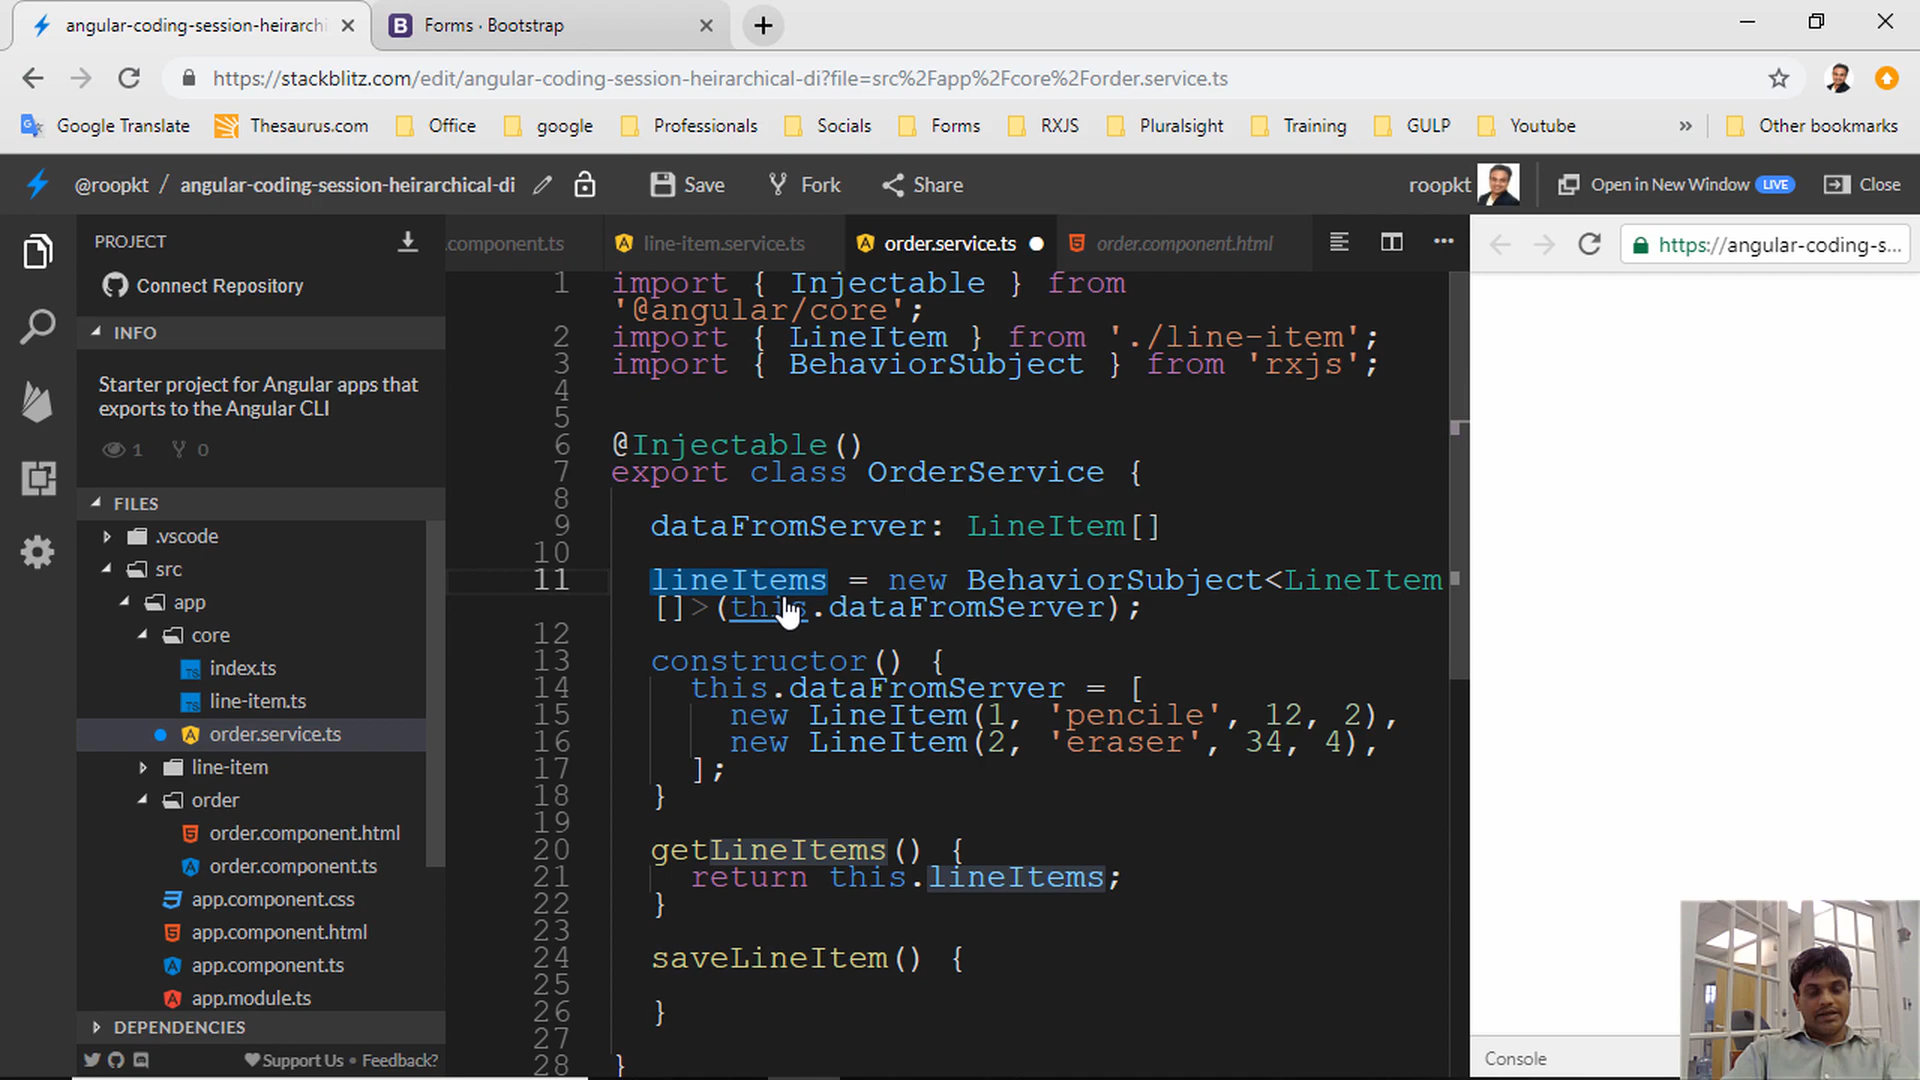 angular-coding-session-heirarchi
Forms · Bootstrap
https://stackblitz.com/edit/angular-coding-session-heirarchical-di?file=src%2Fapp%2Fcore%2Forder.service.ts
Google Translate Thesaurus.com Office google Professionals Socials Forms RXJS Pluralsight Training GULP Youtube » Other bookmarks
@roopkt / angular-coding-session-heirarchical-di Save Fork Share roopkt Open in New Window LIVE Close
PROJECT
Connect Repository
INFO
Starter project for Angular apps that
exports to the Angular CLI
1 0
FILES
.vscode
src
app
core
index.ts
line-item.ts
order.service.ts
line-item
order
order.component.html
order.component.ts
app.component.css
app.component.html
app.component.ts
app.module.ts
DEPENDENCIES
Support Us • Feedback?
.component.ts line-item.service.ts order.service.ts order.component.html
1 import { Injectable } from
'@angular/core';
2 import { LineItem } from './line-item';
3 import { BehaviorSubject } from 'rxjs';
4
5
6 @Injectable()
7 export class OrderService {
8
9 dataFromServer: LineItem[]
10
11 lineItems = new BehaviorSubject<LineItem
[]>(this.dataFromServer);
12
13 constructor() {
14 this.dataFromServer = [
15 new LineItem(1, 'pencile', 12, 2),
16 new LineItem(2, 'eraser', 34, 4),
17 ];
18 }
19
20 getLineItems() {
21 return this.lineItems;
22 }
23
24 saveLineItem() {
25
26 }
27
28 }
https://angular-coding-s...
Console